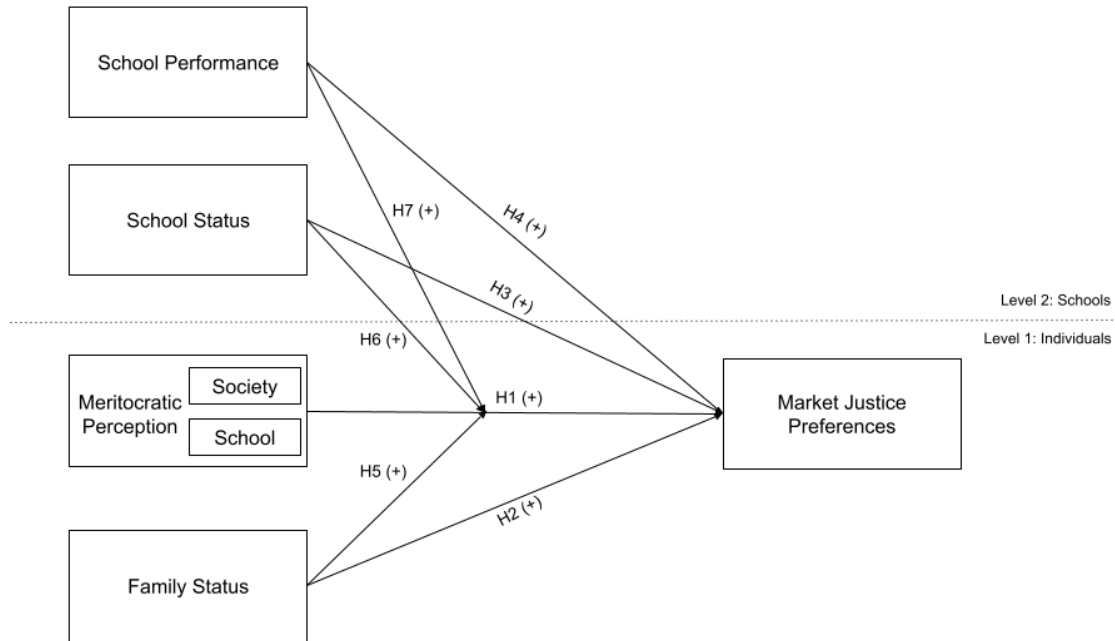 School Performance
School Status
H7 (+)
H4 (+)
H3 (+)
Level 2: Schools
Level 1: Individuals
H6 (+)
Meritocratic
Perception
Society
School
H1 (+)
Market Justice
Preferences
H5 (+)
H2 (+)
Family Status